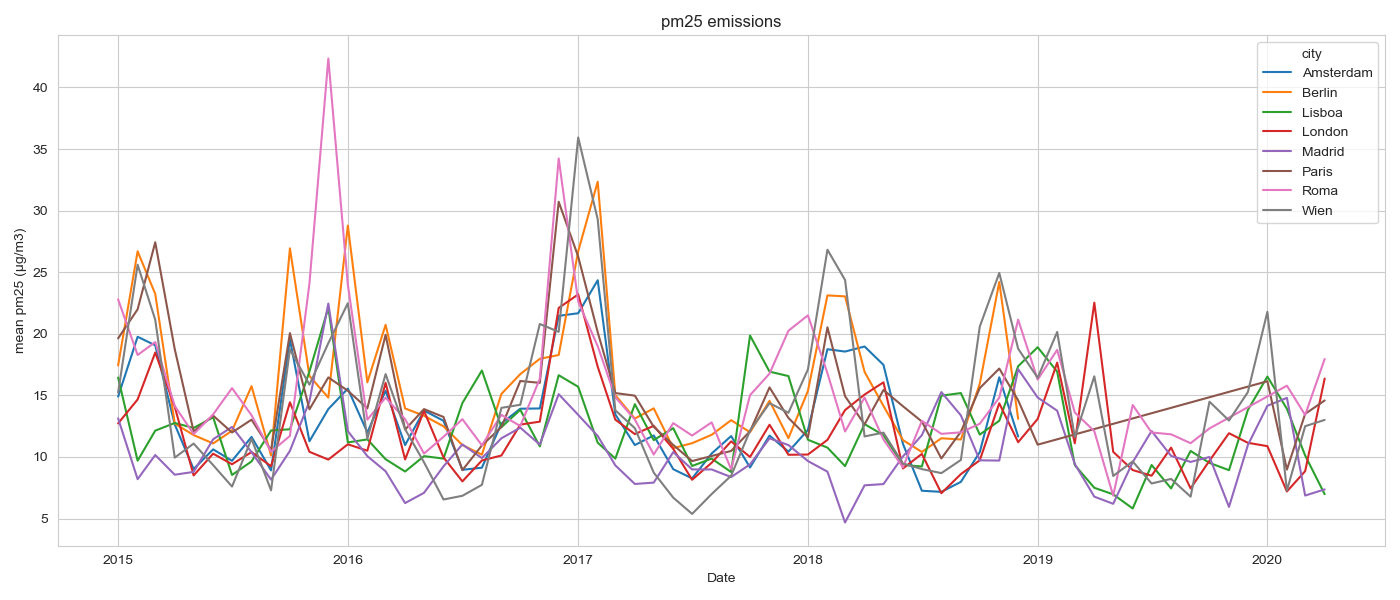 pm25 emissions
city
Amsterdam
Berlin
Lisboa
London
Madrid
Paris
Roma
Wien
mean pm25 (µg/m3)
40
35
30
25
20
15
10
5
2015 2016 2017 2018 2019 2020
Date